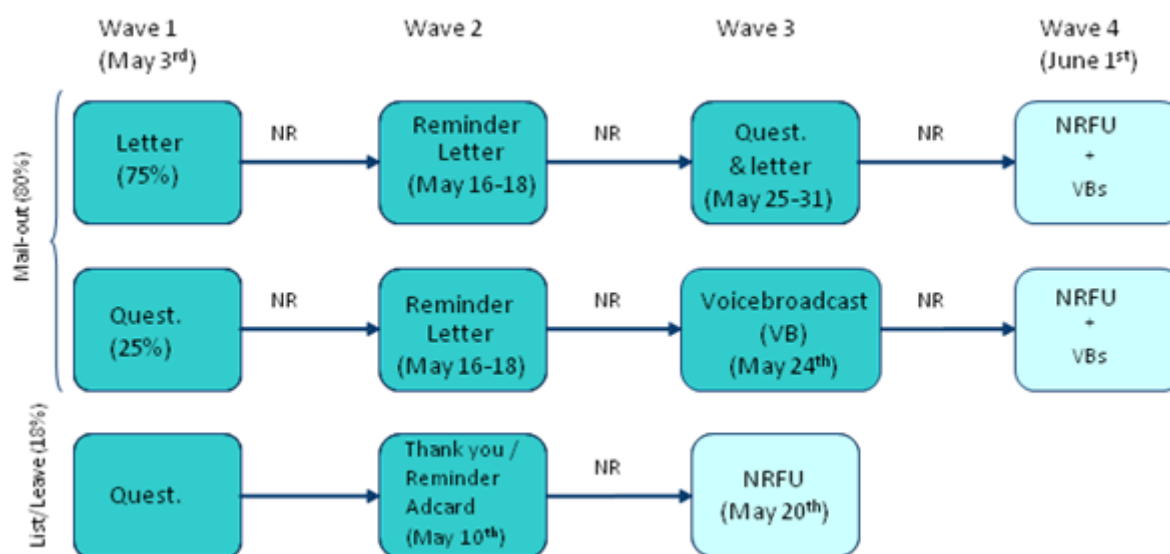 Wave 1
(May 3rd)
Wave 2
Wave 3
Wave 4
(June 1st)
Mail-out (80%)
Letter
(75%)
NR
Reminder
Letter
(May 16-18)
NR
Quest.
& letter
(May 25-31)
NR
NRFU
+
VBs
Quest.
(25%)
NR
Reminder
Letter
(May 16-18)
NR
Voicebroadcast
(VB)
(May 24th)
NR
NRFU
+
VBs
List/Leave (18%)
Quest.
Thank you /
Reminder
Adcard
(May 10th)
NR
NRFU
(May 20th)